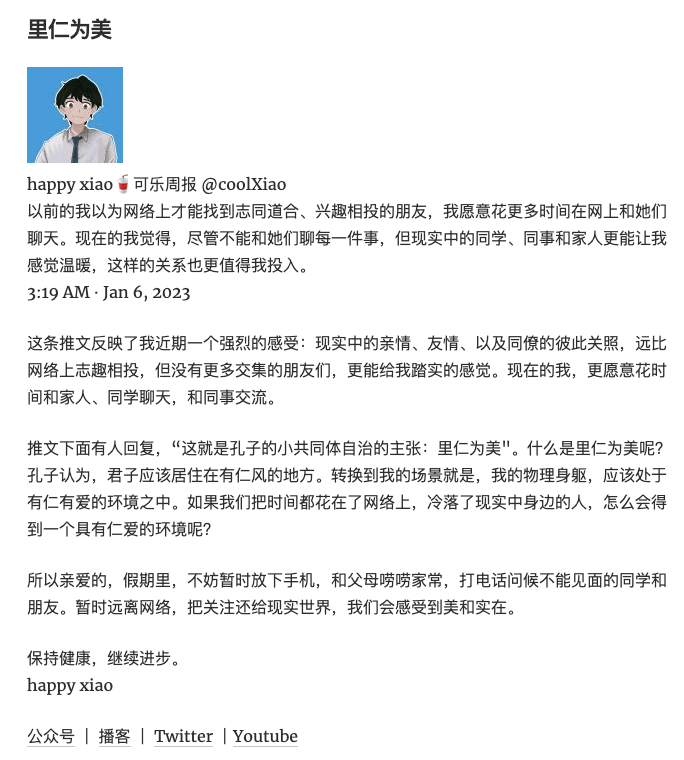 里仁为美
happy xiao🥤可乐周报 @coolXiao
以前的我以为网络上才能找到志同道合、兴趣相投的朋友，我愿意花更多时间在网上和她们
聊天。现在的我觉得，尽管不能和她们聊每一件事，但现实中的同学、同事和家人更能让我
感觉温暖，这样的关系也更值得我投入。
3:19 AM · Jan 6, 2023
这条推文反映了我近期一个强烈的感受：现实中的亲情、友情、以及同僚的彼此关照，远比
网络上志趣相投，但没有更多交集的朋友们，更能给我踏实的感觉。现在的我，更愿意花时
间和家人、同学聊天，和同事交流。
推文下面有人回复，“这就是孔子的小共同体自治的主张：里仁为美"。什么是里仁为美呢？
孔子认为，君子应该居住在有仁风的地方。转换到我的场景就是，我的物理身躯，应该处于
有仁有爱的环境之中。如果我们把时间都花在了网络上，冷落了现实中身边的人，怎么会得
到一个具有仁爱的环境呢？
所以亲爱的，假期里，不妨暂时放下手机，和父母唠唠家常，打电话问候不能见面的同学和
朋友。暂时远离网络，把关注还给现实世界，我们会感受到美和实在。
保持健康，继续进步。
happy xiao
公众号 ｜ 播客 ｜ Twitter ｜Youtube